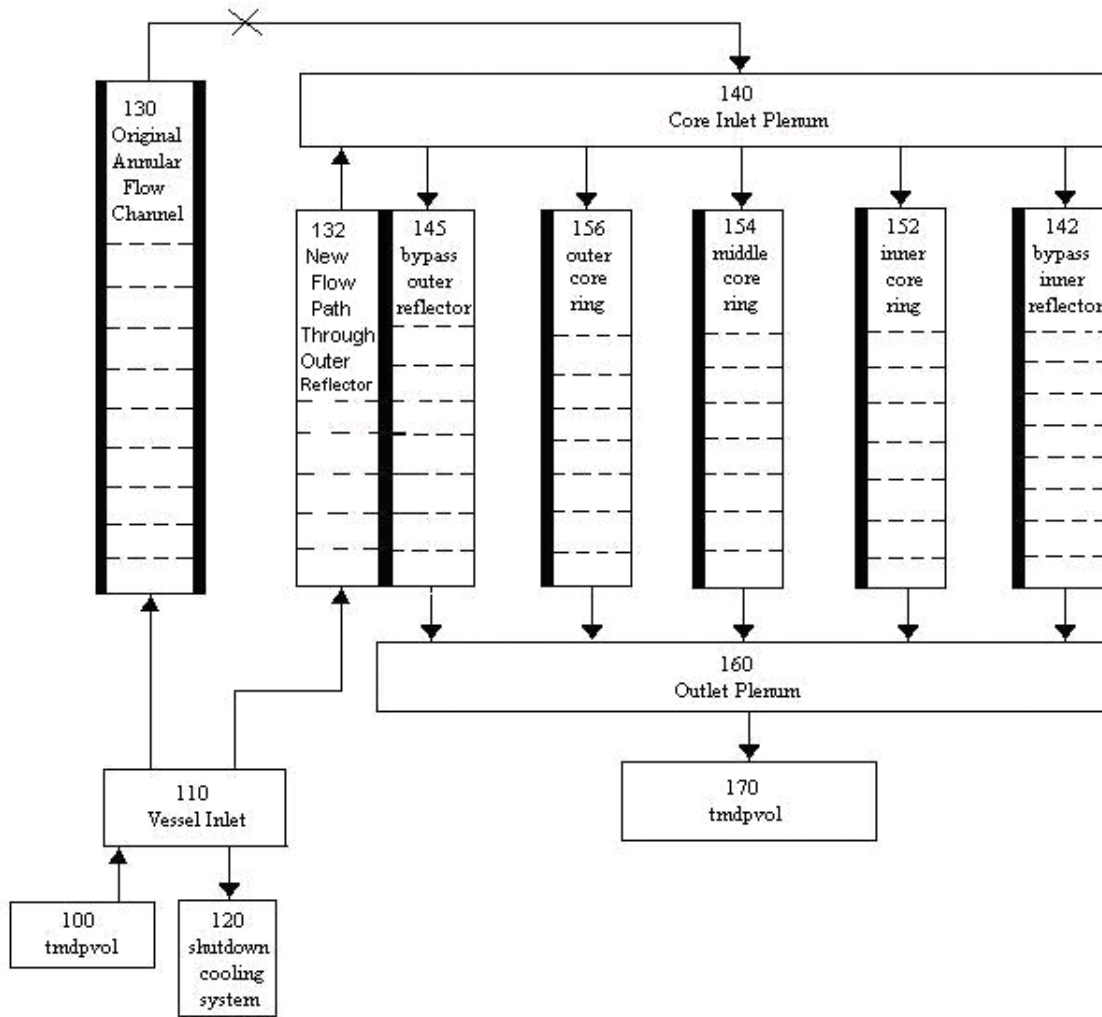 130
Original
Annular
Flow
Channel
140
Core Inlet Plenum
132
New
Flow
Path
Through
Outer
Reflector
145
bypass
outer
reflector
156
outer
core
ring
154
middle
core
ring
152
inner
core
ring
142
bypass
inner
reflector
160
Outlet Plenum
170
tmdpvol
110
Vessel Inlet
100
tmdpvol
120
shutdown
cooling
system